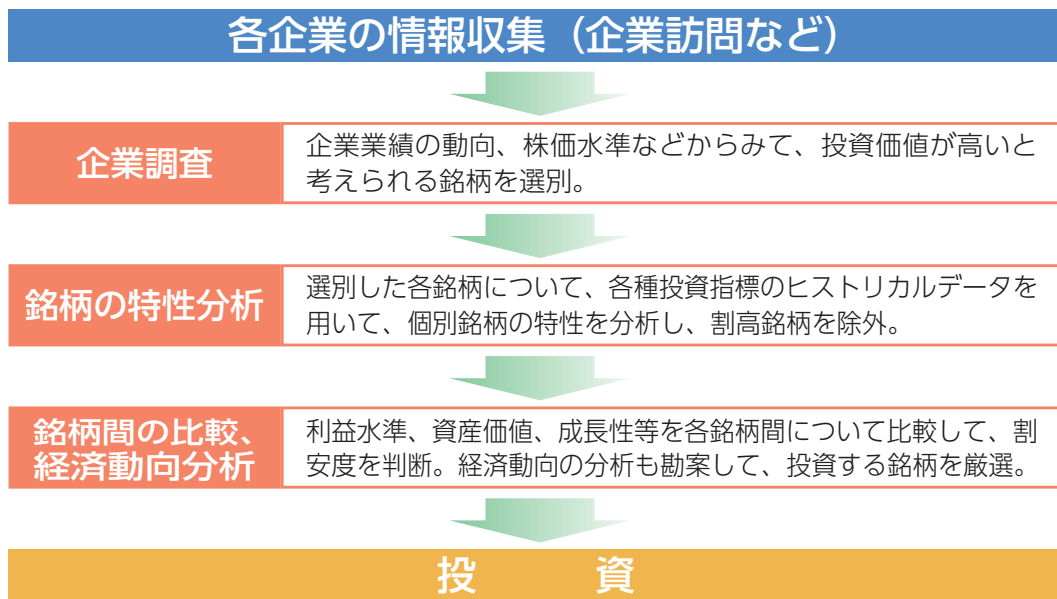 各企業の情報収集（企業訪問など）
企業調査
企業業績の動向、株価水準などからみて、投資価値が高いと
考えられる銘柄を選別。
銘柄の特性分析
選別した各銘柄について、各種投資指標のヒストリカルデータを
用いて、個別銘柄の特性を分析し、割高銘柄を除外。
銘柄間の比較、
経済動向分析
利益水準、資産価値、成長性等を各銘柄間について比較して、割
安度を判断。経済動向の分析も勘案して、投資する銘柄を厳選。
投　　資